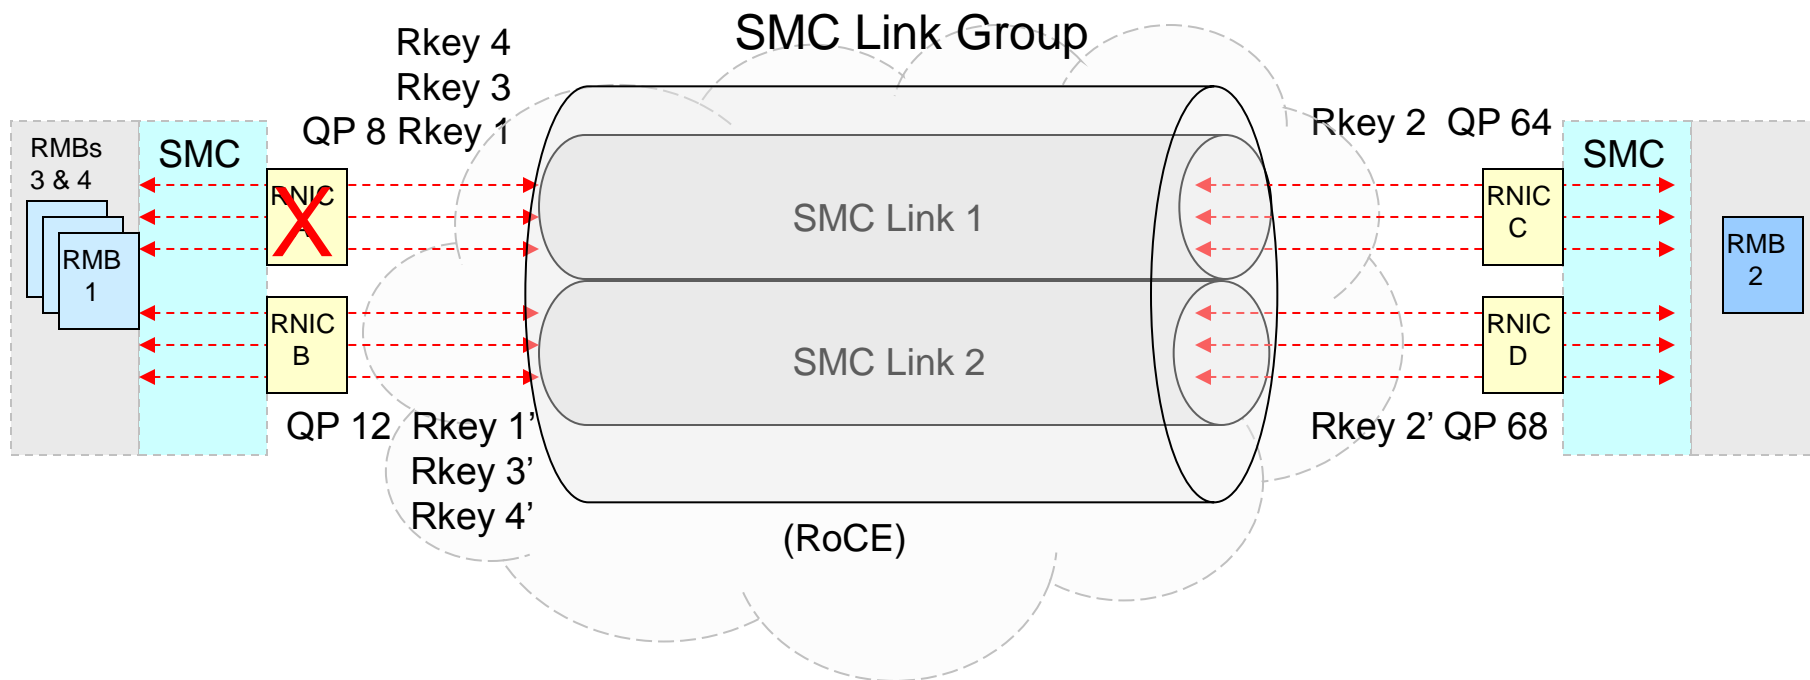 SMC Link Group
Rkey 4
Rkey 3
QP 8 Rkey 1
Rkey 2 QP 64
RMBs
3 & 4
SMC
RNIC
X
RMB
1
RNIC
B
SMC Link 1
SMC Link 2
RNIC
C
RNIC
D
SMC
RMB
2
QP 12 Rkey 1’
Rkey 3’
Rkey 4’
Rkey 2’ QP 68
(RoCE)